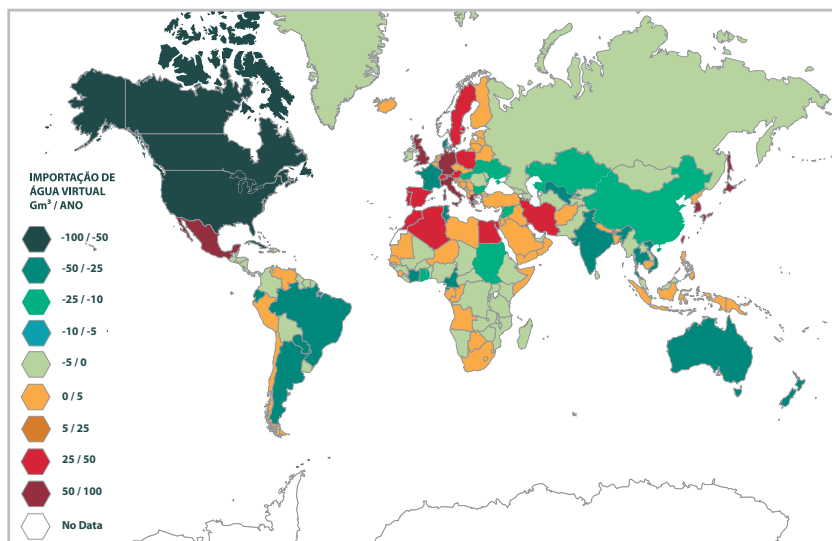 IMPORTAÇÃO DE
ÁGUA VIRTUAL
Gm³ / ANO
-100 / -50
-50 / -25
-25 / -10
-10 / -5
-5 / 0
0 / 5
5 / 25
25 / 50
50 / 100
No Data